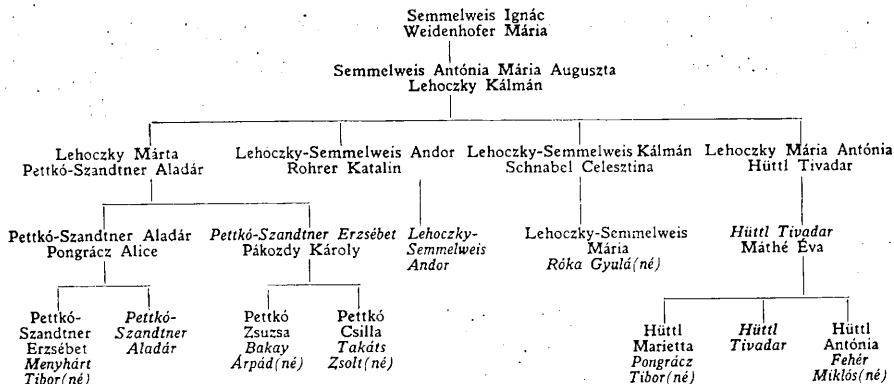 Semmelweis Ignác
Weidenhofer Mária
Semmelweis Antónia Mária Auguszta
Lehoczky Kálmán
Lehoczky Márta
Pettkó-Szandtner Aladár
Lehoczky-Semmelweis Andor
Rohrer Katalin
Lehoczky-Semmelweis Kálmán
Schnabel Celesztina
Lehoczky Mária Antónia
Hüttl Tivadar
Pettkó-Szandtner Aladár
Pongrácz Alice
Pettkó-Szandtner Erzsébet
Pákozdy Károly
Lehoczky-
Semmelweis
Andor
Lehoczky-Semmelweis
Mária
Róka Gyulá(né)
Hüttl Tivadar
Máthé Éva
Pettkó-
Szandtner
Erzsébet
Menyhárt
Tibor(né)
Pettkó-
Szandtner
Aladár
Pettkó
Zsuzsa
Bakay
Árpád(né)
Pettkó
Csilla
Takáts
Zsolt(né)
Hüttl
Marietta
Pongrácz
Tibor(né)
Hüttl
Tivadar
Hüttl
Antónia
Fehér
Miklós(né)